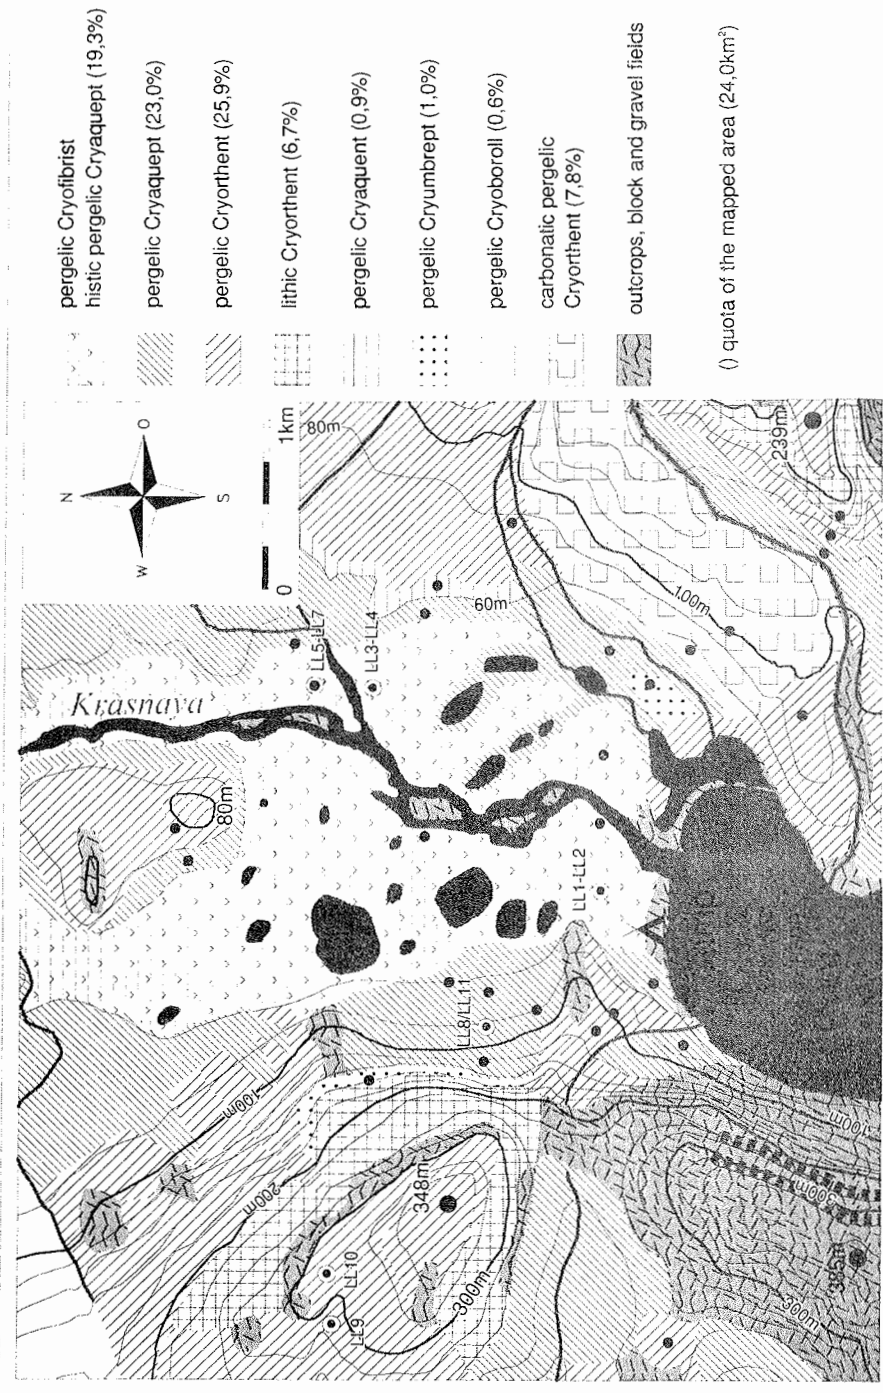 pergelic Cryofibrist
histic pergelic Cryaquept (19,3%)
pergelic Cryaquept (23,0%)
pergelic Cryorthent (25,9%)
lithic Cryorthent (6,7%)
pergelic Cryaquent (0,9%)
pergelic Cryumbrept (1,0%)
pergelic Cryoboroll (0,6%)
carbonatic pergelic
Cryorthent (7,8%)
outcrops, block and gravel fields
() quota of the mapped area (24,0km²)
N
O
S
W
0
1km
80m
239m
60m
100m
LL5-LL7
LL3-LL4
Krasnaya
80m
LL1-LL2
LL8/LL11
100m
200m
348m
LL10
LL9
300m
100m
300m
385m
300m